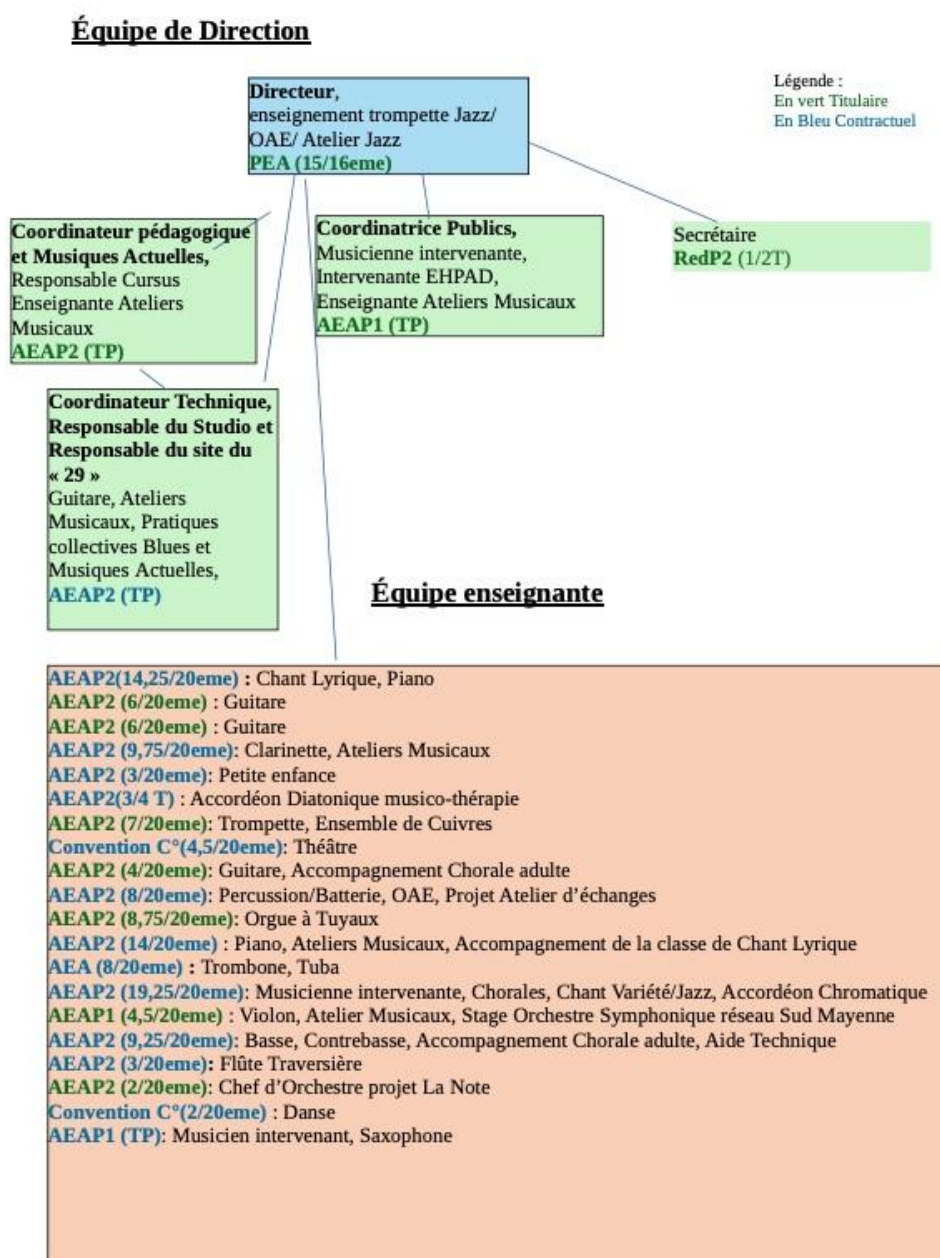 Équipe de Direction
Légende :
En vert Titulaire
En Bleu Contractuel
Directeur,
enseignement trompette Jazz/
OAE/ Atelier Jazz
PEA (15/16eme)
Coordinateur pédagogique
et Musiques Actuelles,
Responsable Cursus
Enseignante Ateliers
Musicaux
AEAP2 (TP)
Coordinatrice Publics,
Musicienne intervenante,
Intervenante EHPAD,
Enseignante Ateliers Musicaux
AEAP1 (TP)
Secrétaire
RedP2 (1/2T)
Coordinateur Technique,
Responsable du Studio et
Responsable du site du
« 29 »
Guitare, Ateliers
Musicaux, Pratiques
collectives Blues et
Musiques Actuelles,
AEAP2 (TP)
Équipe enseignante
AEAP2(14,25/20eme) : Chant Lyrique, Piano
AEAP2 (6/20eme) : Guitare
AEAP2 (6/20eme) : Guitare
AEAP2 (9,75/20eme): Clarinette, Ateliers Musicaux
AEAP2 (3/20eme): Petite enfance
AEAP2(3/4 T) : Accordéon Diatonique musico-thérapie
AEAP2 (7/20eme): Trompette, Ensemble de Cuivres
Convention C°(4,5/20eme): Théâtre
AEAP2 (4/20eme): Guitare, Accompagnement Chorale adulte
AEAP2 (8/20eme): Percussion/Batterie, OAE, Projet Atelier d'échanges
AEAP2 (8,75/20eme): Orgue à Tuyaux
AEAP2 (14/20eme) : Piano, Ateliers Musicaux, Accompagnement de la classe de Chant Lyrique
AEA (8/20eme) : Trombone, Tuba
AEAP2 (19,25/20eme): Musicienne intervenante, Chorales, Chant Variété/Jazz, Accordéon Chromatique
AEAP1 (4,5/20eme) : Violon, Atelier Musicaux, Stage Orchestre Symphonique réseau Sud Mayenne
AEAP2 (9,25/20eme): Basse, Contrebasse, Accompagnement Chorale adulte, Aide Technique
AEAP2 (3/20eme): Flûte Traversière
AEAP2 (2/20eme): Chef d'Orchestre projet La Note
Convention C°(2/20eme) : Danse
AEAP1 (TP): Musicien intervenant, Saxophone